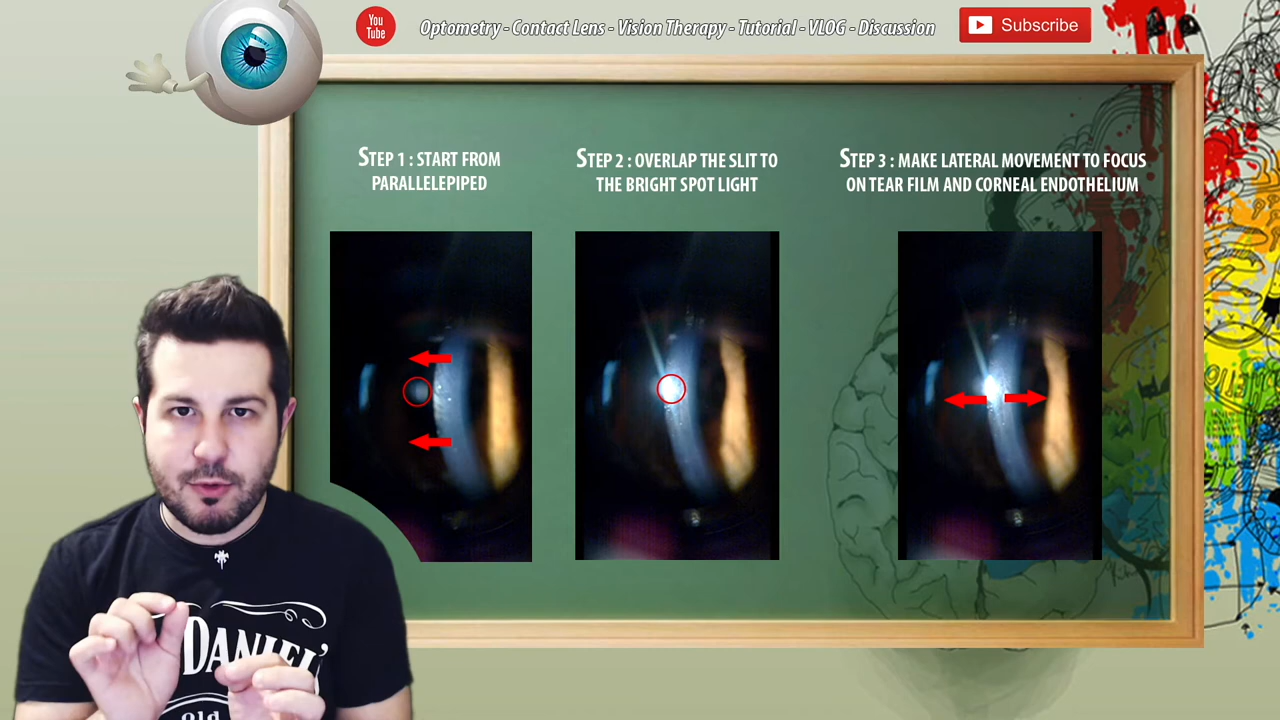 You
Tube
Optometry - Contact Lens - Vision Therapy - Tutorial - VLOG - Discussion
Subscribe
STEP 1 : START FROM
PARALLELEPIPED
STEP 2 : OVERLAP THE SLIT TO
THE BRIGHT SPOT LIGHT
STEP 3 : MAKE LATERAL MOVEMENT TO FOCUS
ON TEAR FILM AND CORNEAL ENDOTHELIUM
DANIEL'
Old